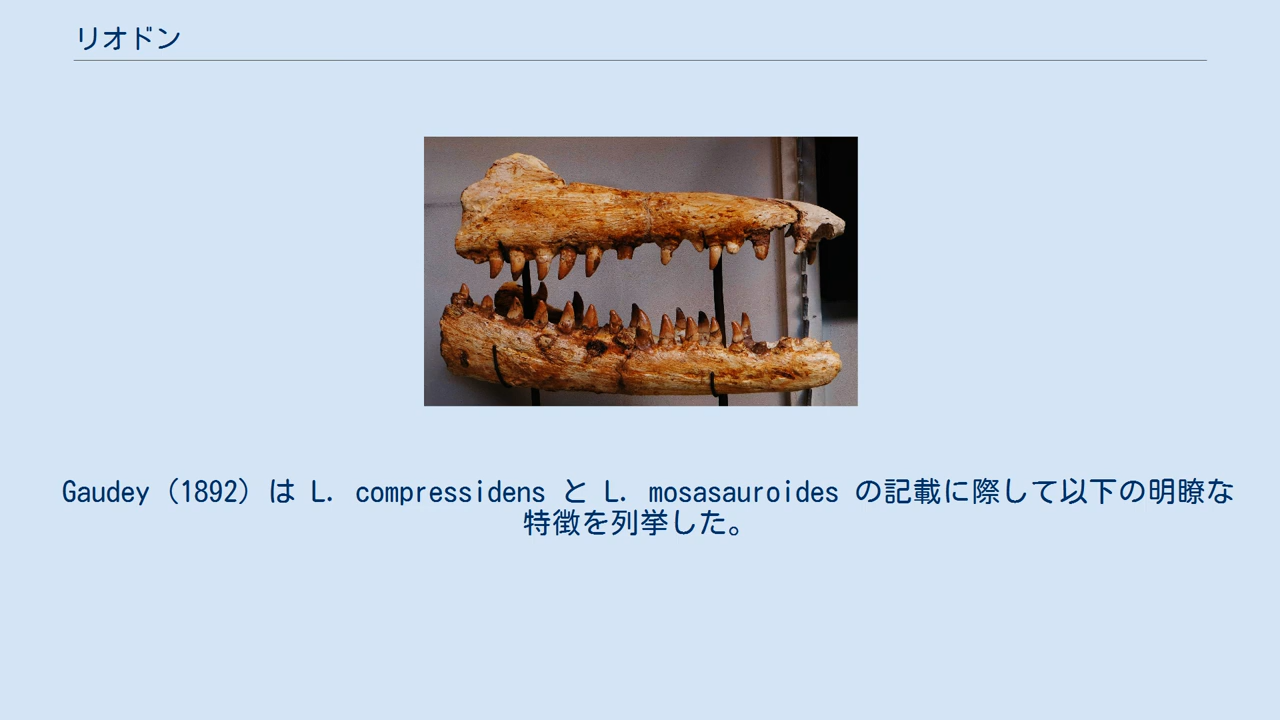 リオドン
Gaudey（1892）は L. compressidens と L. mosasauroides の記載に際して以下の明瞭な
特徴を列挙した。